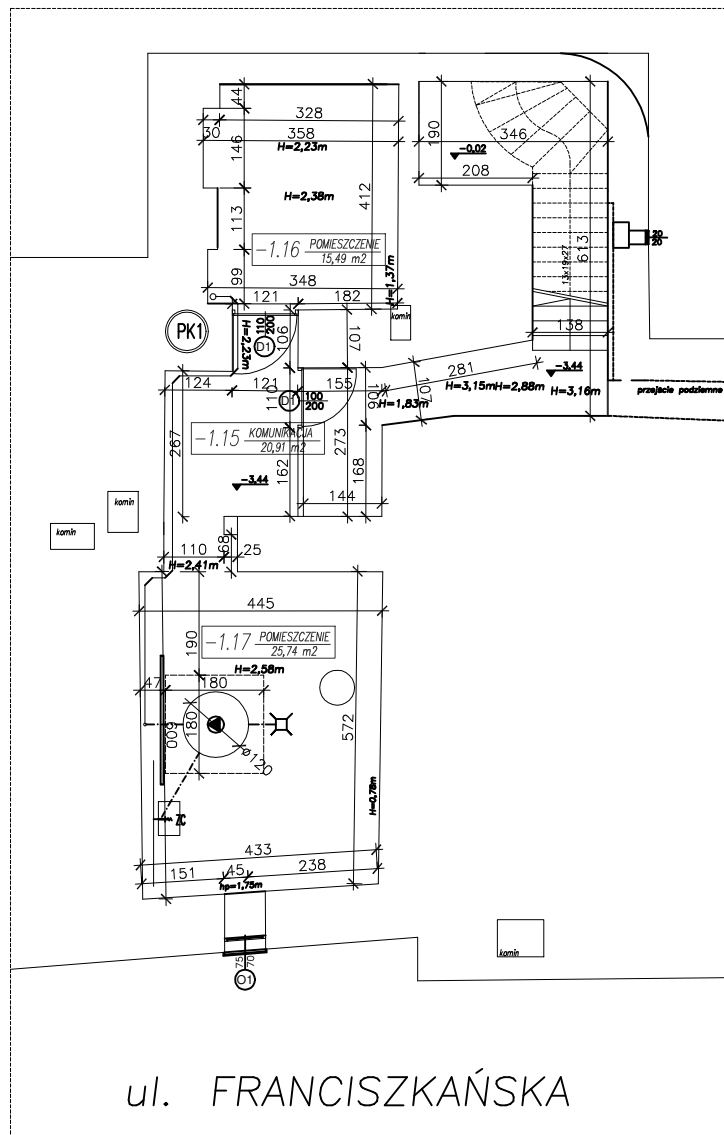 44
328
30
358
H=2,23m
146
H=2,38m
412
190
346
-0.02
208
113
-1.16 POMIESZCZENIE
15,49 m2
613
13x19x27
20
20
99
348
H=1,37m
121
182
komin
PK1
H=2,23m
110
200
D1
106
107
138
124
121
155
281
-3.44
110
D1
100
200
106
H=1,83m
107
H=3,15m
H=2,88m
H=3,16m
przejscie podziemne
267
-1.15 KOMUNIKACJA
20,91 m2
162
273
168
-3,44
144
komin
komin
110
68
25
H=2,41m
445
190
-1.17 POMIESZCZENIE
25,74 m2
H=2,58m
47
180
600
180
ø120
572
ZC
H=0,78m
433
151
45
238
hp=1,75m
komin
75
70
O1
ul. FRANCISZKAŃSKA